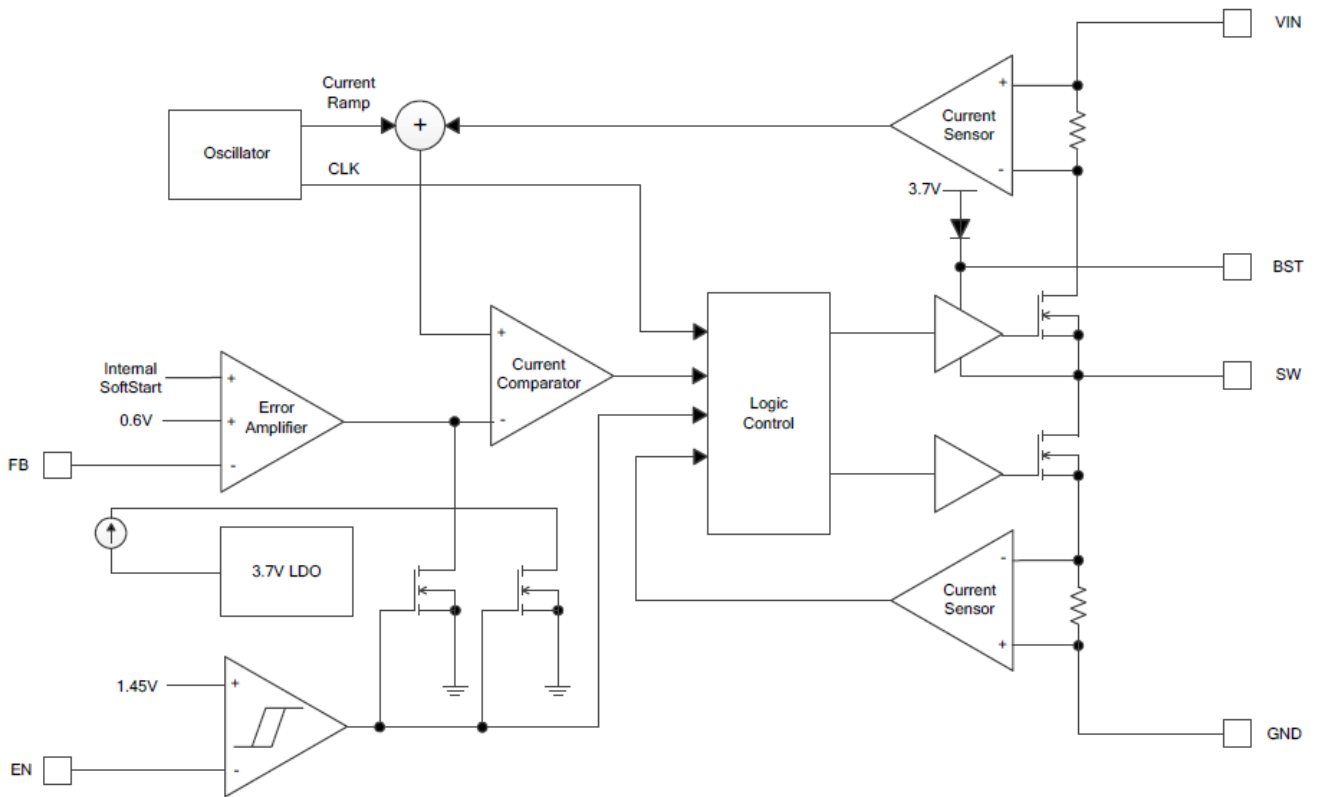 VIN
Current
Ramp
+
+
Current
Sensor
-
Oscillator
CLK
3.7V
BST
+
Current
Comparator
-
Internal
SoftStart
+
0.6V
+
Error
Amplifier
-
FB
Logic
Control
SW
3.7V LDO
-
Current
Sensor
+
1.45V
+
-
EN
GND